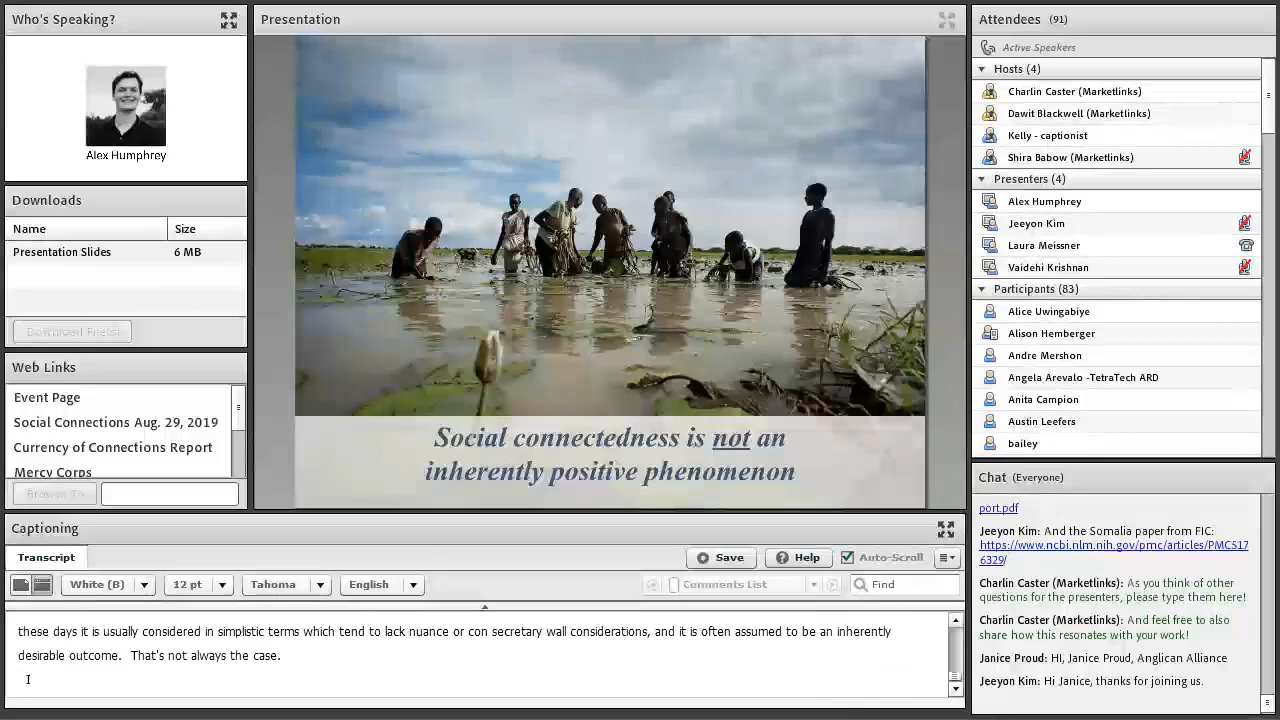 Who's Speaking?
Alex Humphrey
Downloads
Name Size
Presentation Slides 6 MB
Download File(s)
Web Links
Event Page
Social Connections Aug. 29, 2019
Currency of Connections Report
Mercy Corps
Browse To
Presentation
Social connectedness is not an
inherently positive phenomenon
Captioning
Transcript
Save
Help
Auto-Scroll
White (B)
12 pt
Tahoma
English
Comments List
Find
these days it is usually considered in simplistic terms which tend to lack nuance or con secretary wall considerations, and it is often assumed to be an inherently
desirable outcome. That's not always the case.
Attendees (91)
Active Speakers
Hosts (4)
Charlin Caster (Marketlinks)
Dawit Blackwell (Marketlinks)
Kelly - captionist
Shira Babow (Marketlinks)
Presenters (4)
Alex Humphrey
Jeeyon Kim
Laura Meissner
Vaidehi Krishnan
Participants (83)
Alice Uwingabiye
Alison Hemberger
Andre Mershon
Angela Arevalo -TetraTech ARD
Anita Campion
Austin Leefers
bailey
Chat (Everyone)
port.pdf
Jeeyon Kim: And the Somalia paper from FIC:
https://www.ncbi.nlm.nih.gov/pmc/articles/PMC517
6329/
Charlin Caster (Marketlinks): As you think of other
questions for the presenters, please type them here!
Charlin Caster (Marketlinks): And feel free to also
share how this resonates with your work!
Janice Proud: HI, Janice Proud, Anglican Alliance
Jeeyon Kim: Hi Janice, thanks for joining us.